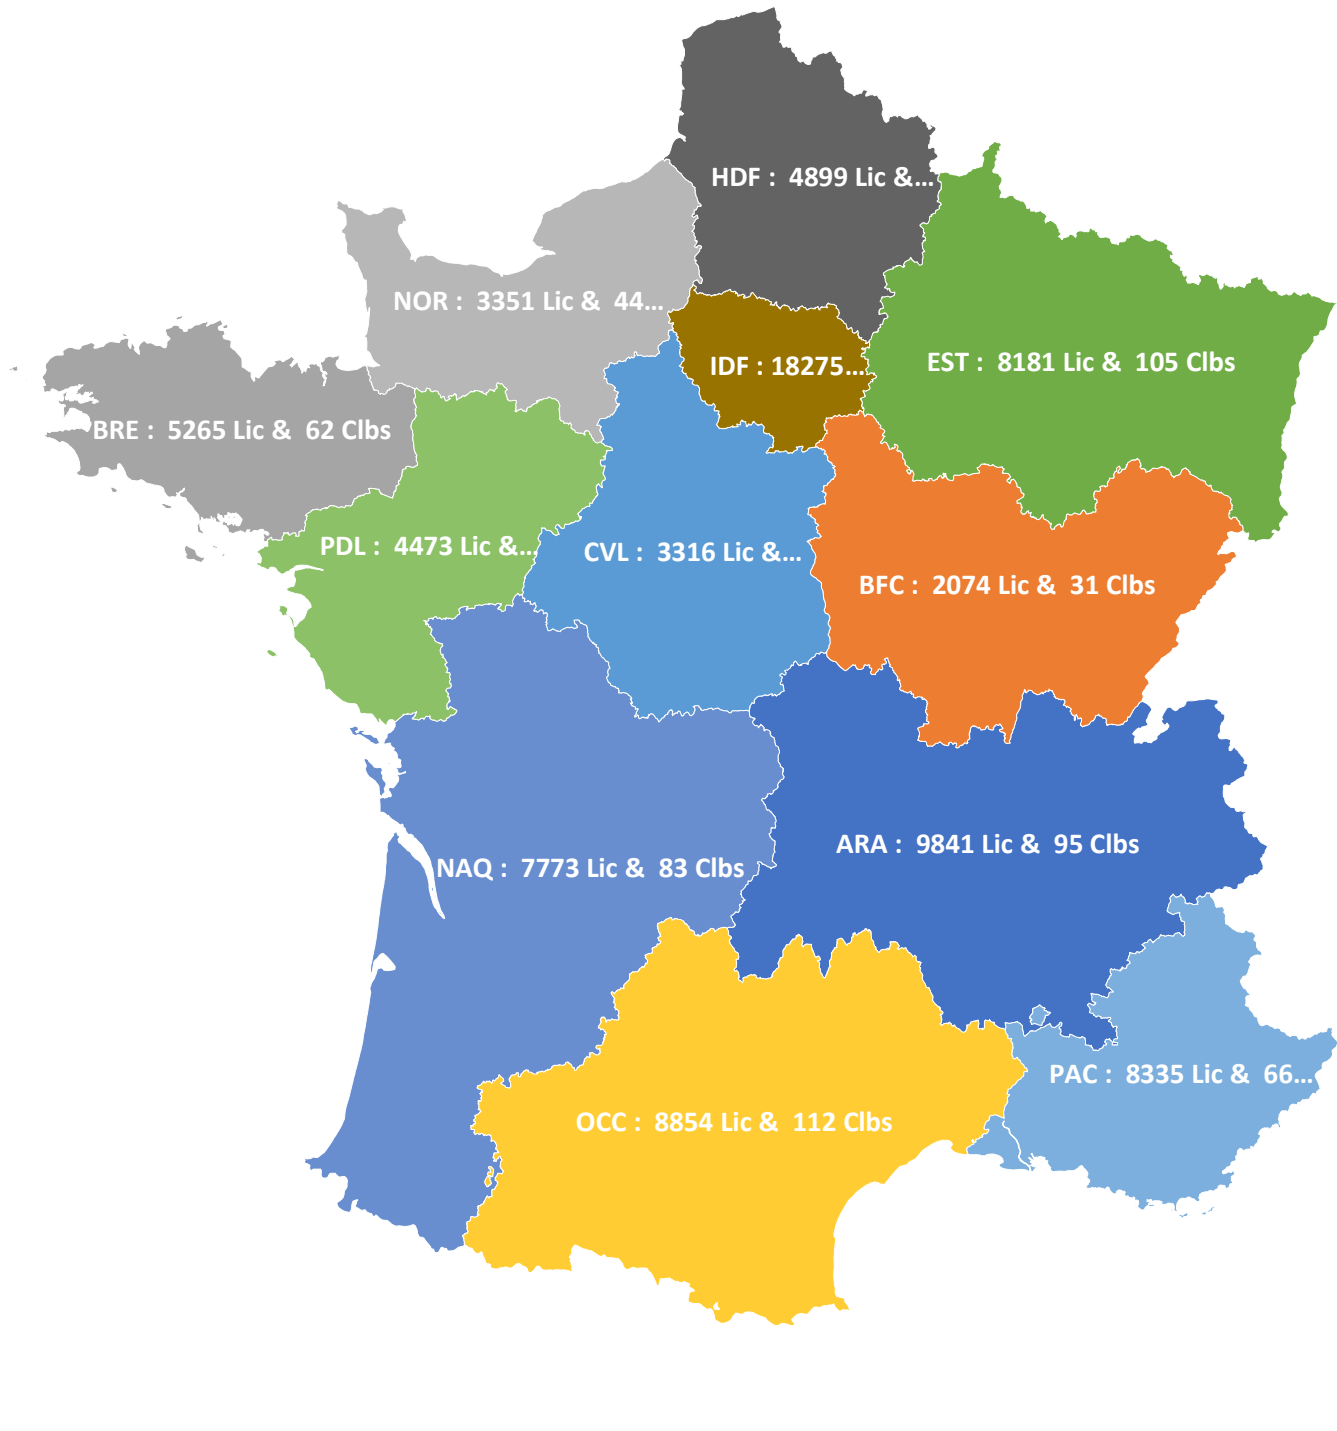 HDF : 4899 Lic &...
NOR : 3351 Lic & 44...
IDF : 18275...
EST : 8181 Lic & 105 Clbs
BRE : 5265 Lic & 62 Clbs
PDL : 4473 Lic &...
CVL : 3316 Lic &...
BFC : 2074 Lic & 31 Clbs
ARA : 9841 Lic & 95 Clbs
NAQ : 7773 Lic & 83 Clbs
PAC : 8335 Lic & 66...
OCC : 8854 Lic & 112 Clbs